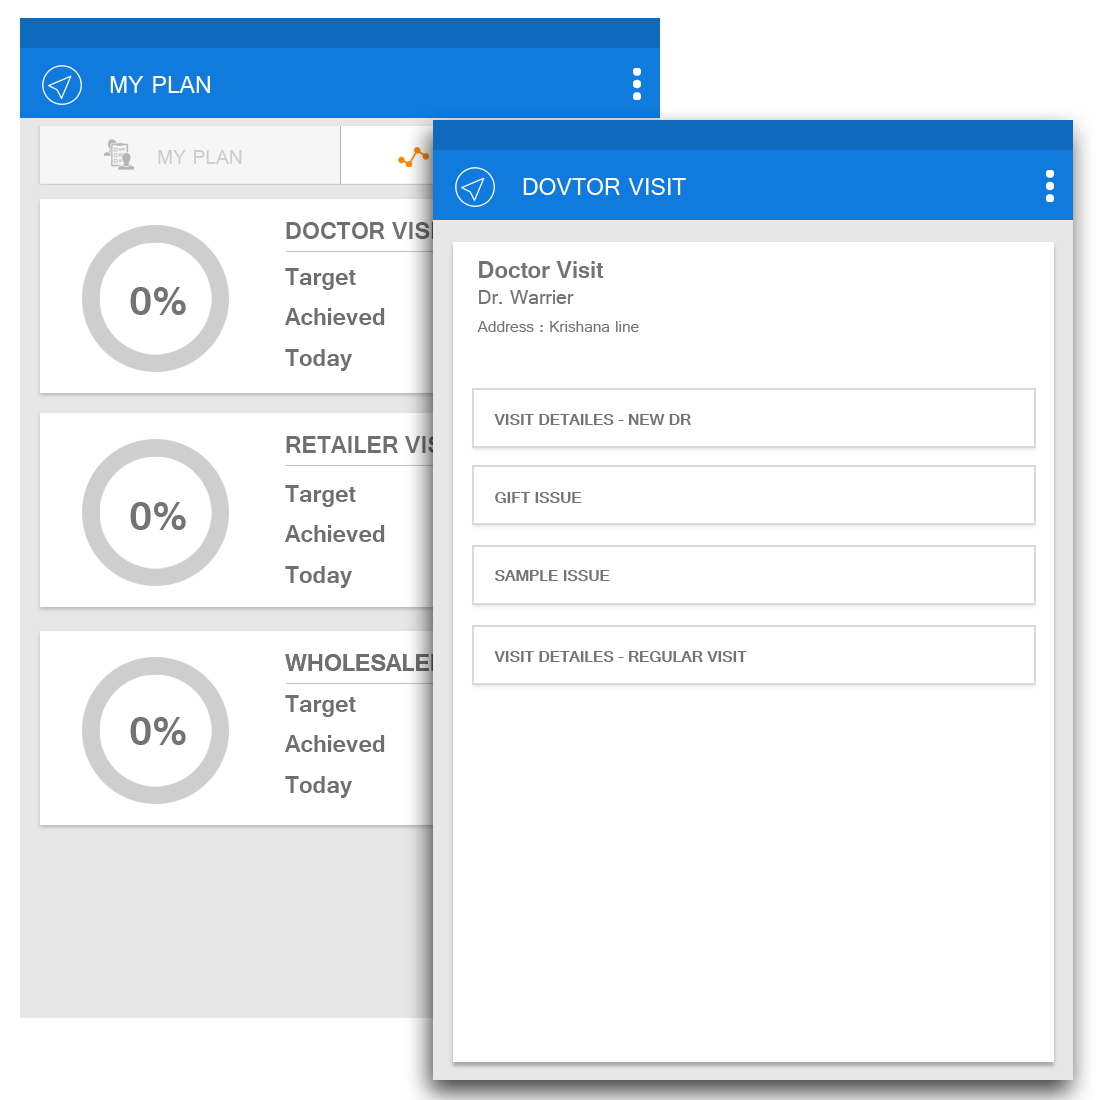 MY PLAN
MY PLAN
0%
DOCTOR VIS
Target
Achieved
Today
0%
RETAILER VIS
Target
Achieved
Today
0%
WHOLESALE
Target
Achieved
Today
DOVTOR VISIT
Doctor Visit
Dr. Warrier
Address : Krishana line
VISIT DETAILES - NEW DR
GIFT ISSUE
SAMPLE ISSUE
VISIT DETAILES - REGULAR VISIT